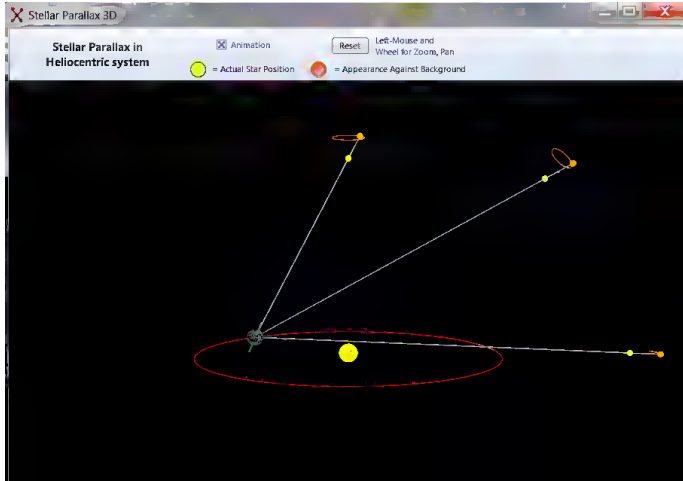 Stellar Parallax 3D
Stellar Parallax in
Heliocentric system
Animation
Reset
Left-Mouse and
Wheel for Zoom, Pan
= Actual Star Position
= Appearance Against Background